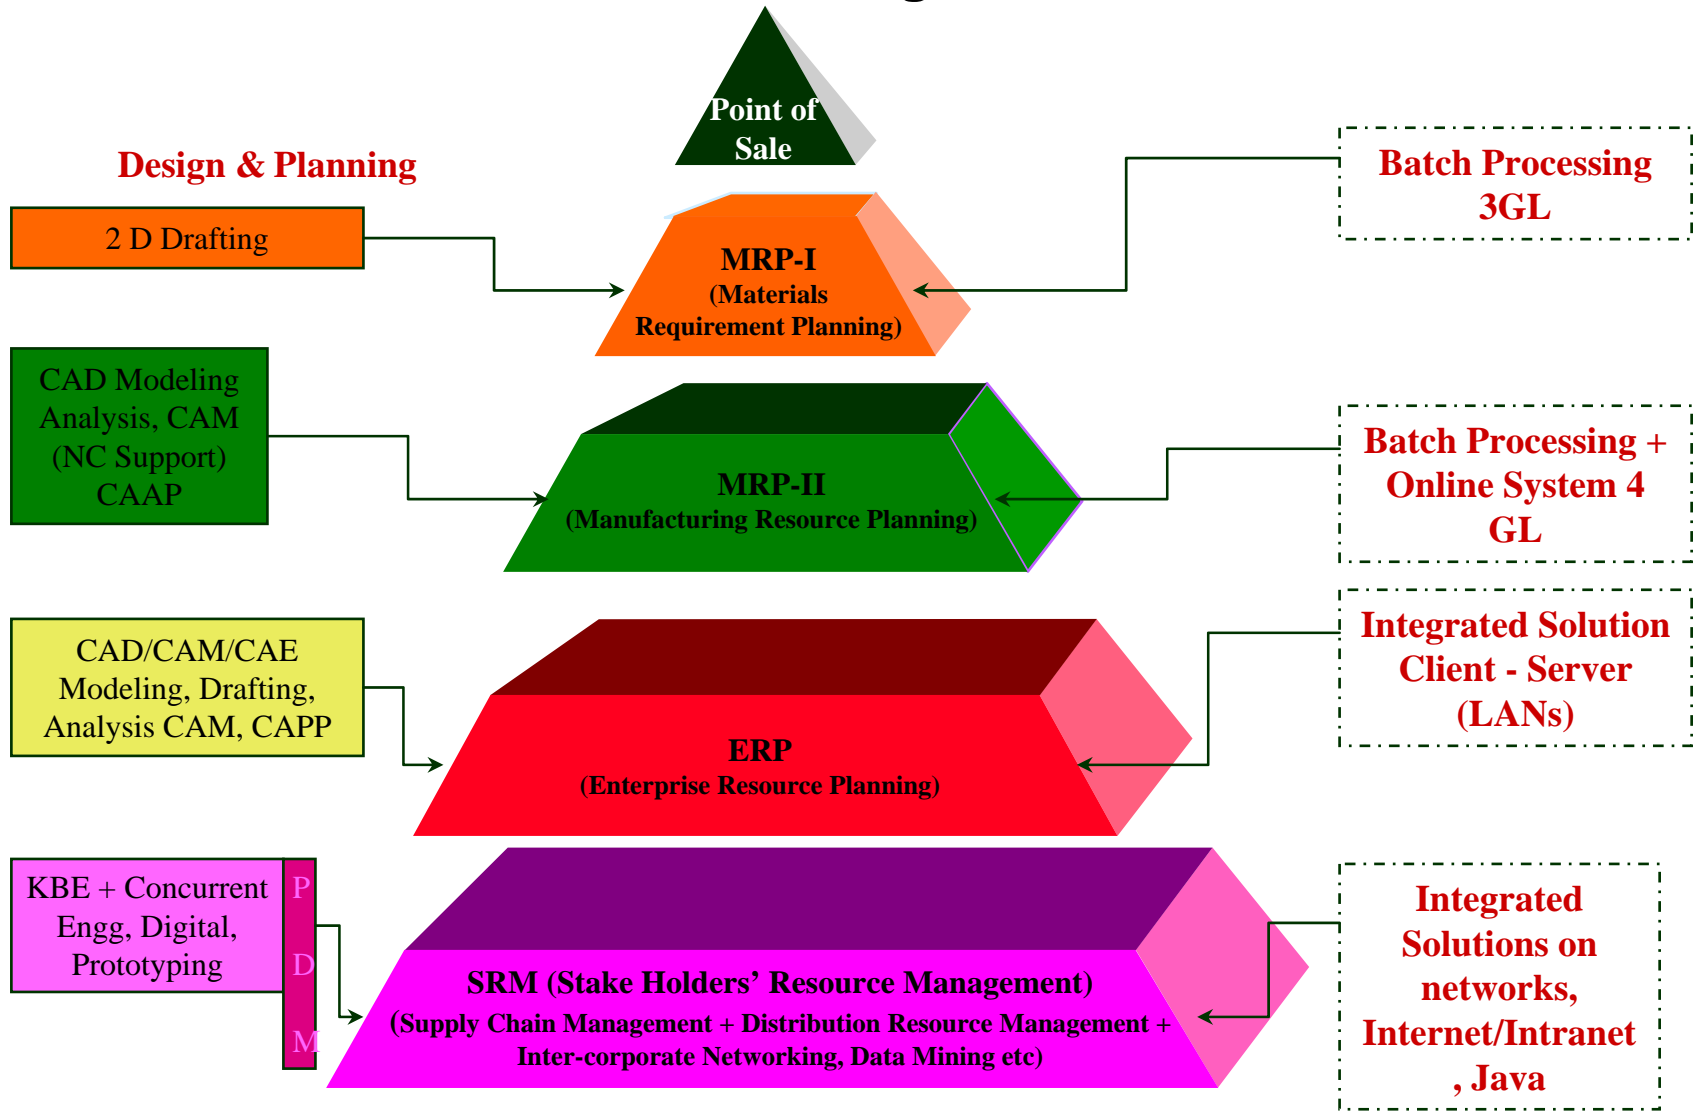 Point of
Sale
Design & Planning
2 D Drafting
MRP-I
(Materials
Requirement Planning)
Batch Processing
3GL
CAD Modeling
Analysis, CAM
(NC Support)
CAAP
MRP-II
(Manufacturing Resource Planning)
Batch Processing +
Online System 4
GL
CAD/CAM/CAE
Modeling, Drafting,
Analysis CAM, CAPP
ERP
(Enterprise Resource Planning)
Integrated Solution
Client - Server
(LANs)
KBE + Concurrent
Engg, Digital,
Prototyping
P
D
M
SRM (Stake Holders’ Resource Management)
(Supply Chain Management + Distribution Resource Management +
Inter-corporate Networking, Data Mining etc)
Integrated
Solutions on
networks,
Internet/Intranet
, Java